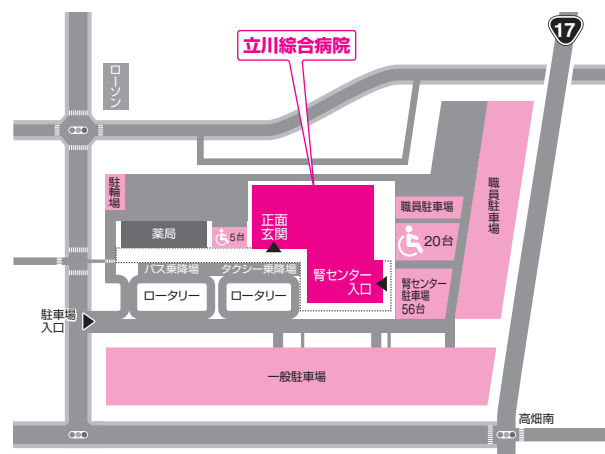 17
立川綜合病院
ローソン
駐輪場
職員駐車場
職員駐車場
薬局
5台
正面
玄関
20台
バス乗降場
タクシー乗降場
腎センター
入口
ロータリー
ロータリー
腎センター
駐車場
56台
駐車場
入口
一般駐車場
高畑南